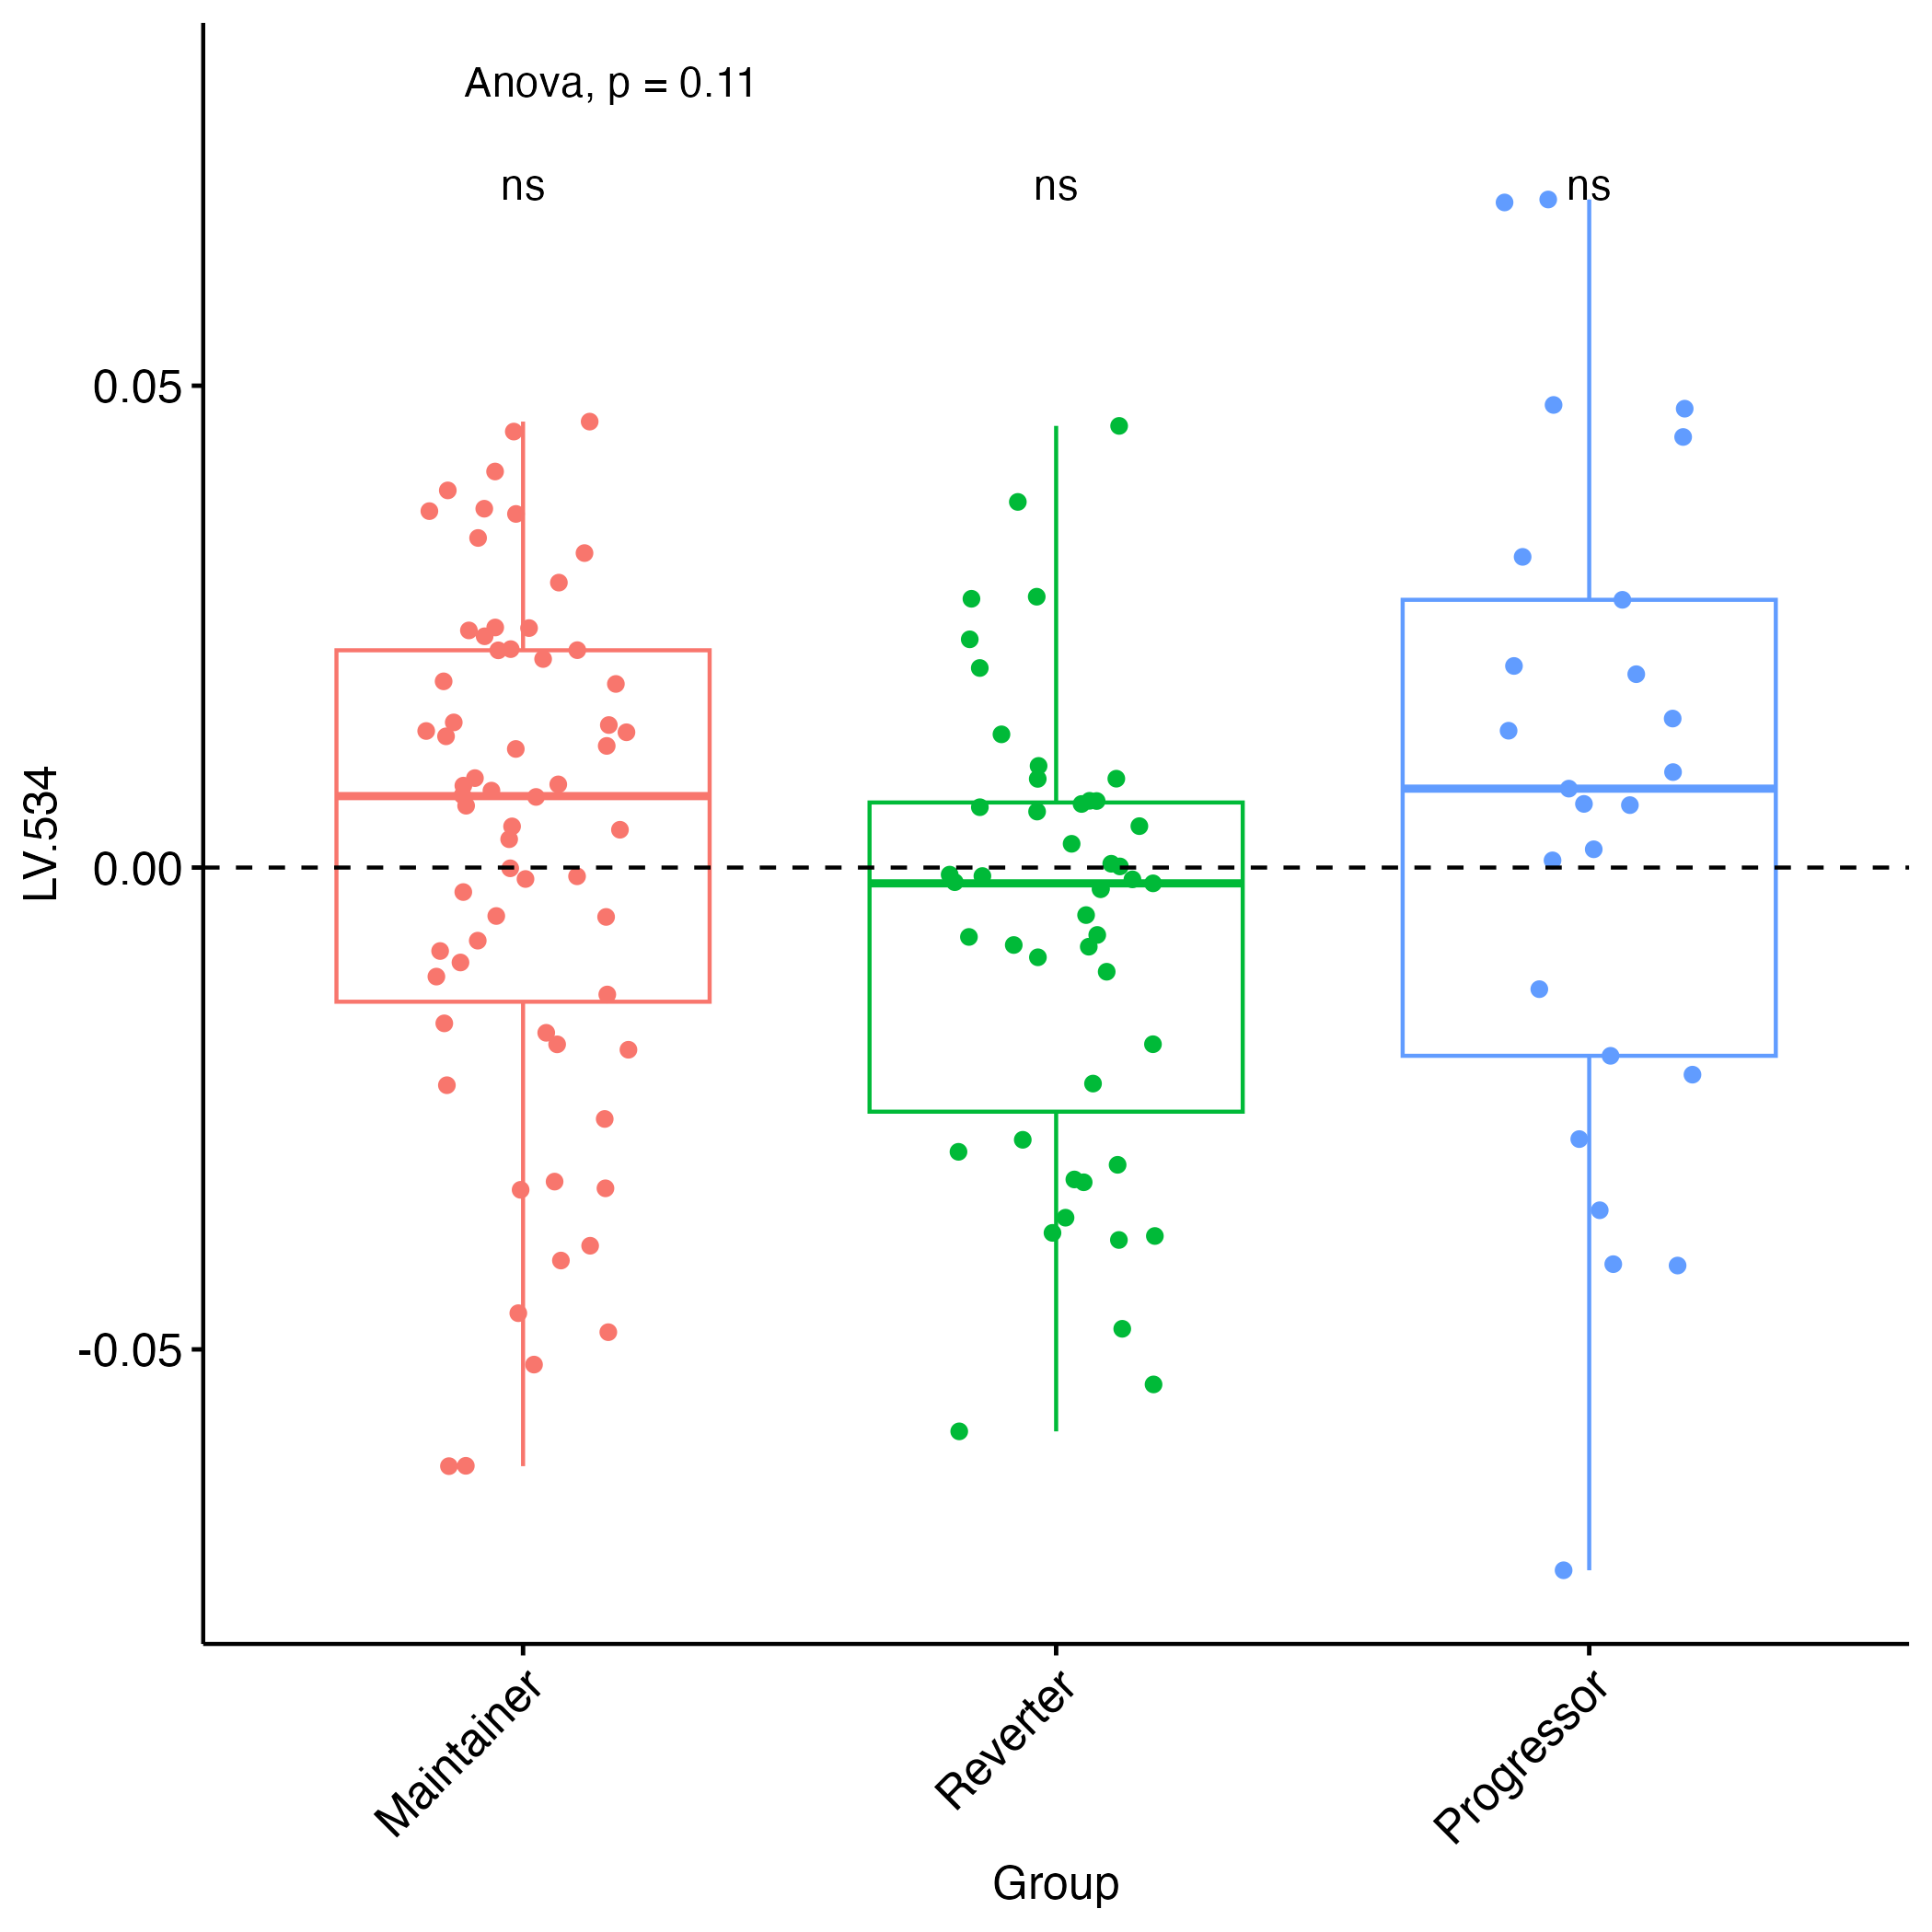 Anova, p = 0.11
ns ns ns
0.05
0.00
-0.05
LV.534
Maintainer
Reverter
Progressor
Group